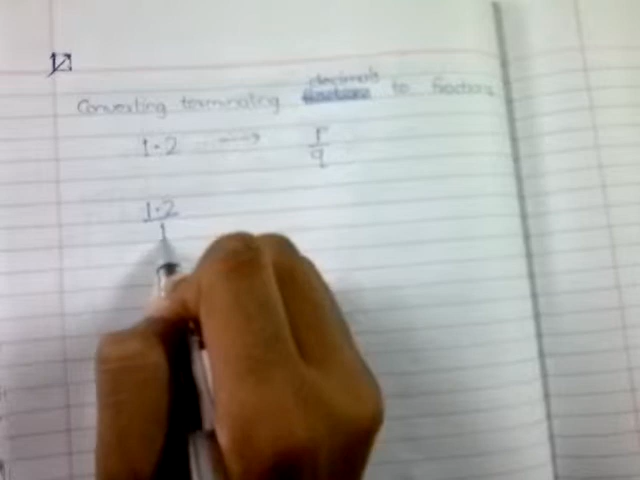 Converting terminating decimals to fractions
1.2 → P/q
1.2/1